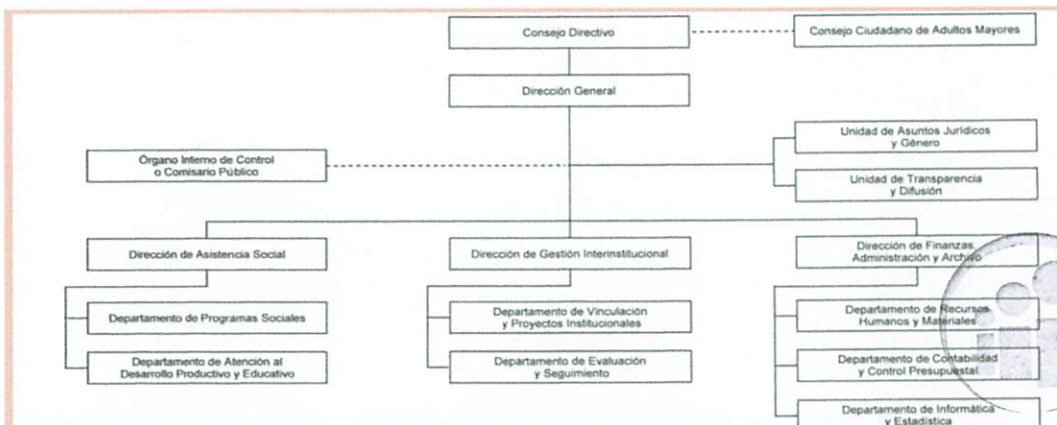 Consejo Directivo
Consejo Ciudadano de Adultos Mayores
Dirección General
Unidad de Asuntos Jurídicos
y Género
Órgano Interno de Control
o Comisario Público
Unidad de Transparencia
y Difusión
Dirección de Asistencia Social
Dirección de Gestión Interinstitucional
Dirección de Finanzas,
Administración y Archivo
Departamento de Programas Sociales
Departamento de Vinculación
y Proyectos Institucionales
Departamento de Recursos
Humanos y Materiales
Departamento de Atención al
Desarrollo Productivo y Educativo
Departamento de Evaluación
y Seguimiento
Departamento de Contabilidad
y Control Presupuestal
Departamento de Informática
y Estadística